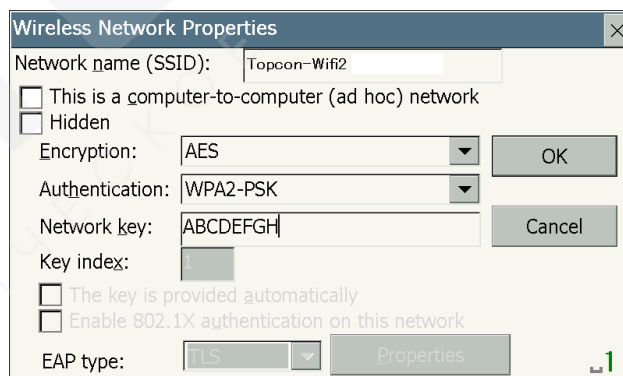 Wireless Network Properties
Network name (SSID): Topcon-Wifi2
This is a computer-to-computer (ad hoc) network
Hidden
Encryption: AES OK
Authentication: WPA2-PSK
Network key: ABCDEFGH Cancel
Key index: 1
The key is provided automatically
Enable 802.1X authentication on this network
EAP type: TLS Properties
1